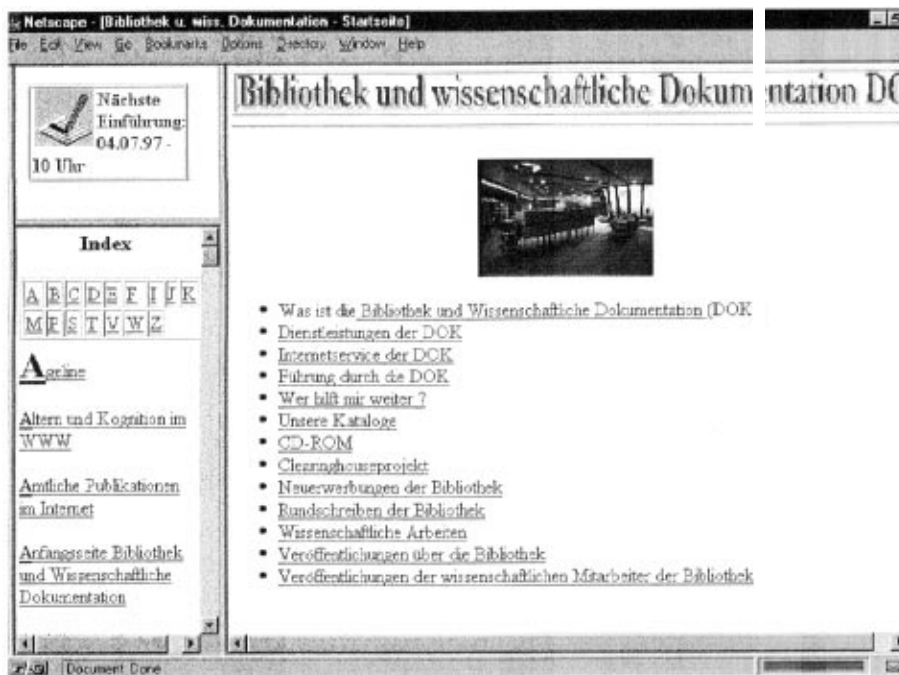 Netscape - [Bibliothek u. wiss. Dokumentation - Startseite]
File Edit View Go Bookmarks Options Directory Window Help
Nächste
Einführung:
04.07.97 -
10 Uhr
Index
A B C D E F I J K
M P S T V W Z
Ageline
Altern und Kognition im
WWW
Amtliche Publikationen
im Internet
Anfangsseite Bibliothek
und Wissenschaftliche
Dokumentation
Bibliothek und wissenschaftliche Dokum ntation DO
Was ist die Bibliothek und Wissenschaftliche Dokumentation (DOK
Dienstleistungen der DOK
Internetservice der DOK
Führung durch die DOK
Wer hilft mir weiter ?
Unsere Kataloge
CD-ROM
Clearinghouseprojekt
Neuerwerbungen der Bibliothek
Rundschreiben der Bibliothek
Wissenschaftliche Arbeiten
Veröffentlichungen über die Bibliothek
Veröffentlichungen der wissenschaftlichen Mitarbeiter der Bibliothek
Document Done